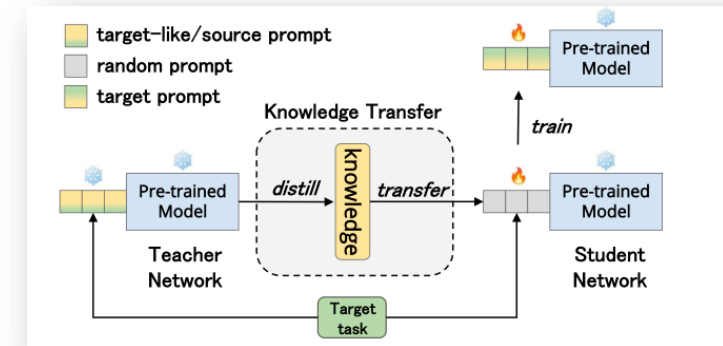 target-like/source prompt
random prompt
target prompt
Pre-trained
Model
Knowledge Transfer
train
knowledge
distill
transfer
Pre-trained
Model
Pre-trained
Model
Teacher
Network
Student
Network
Target
task